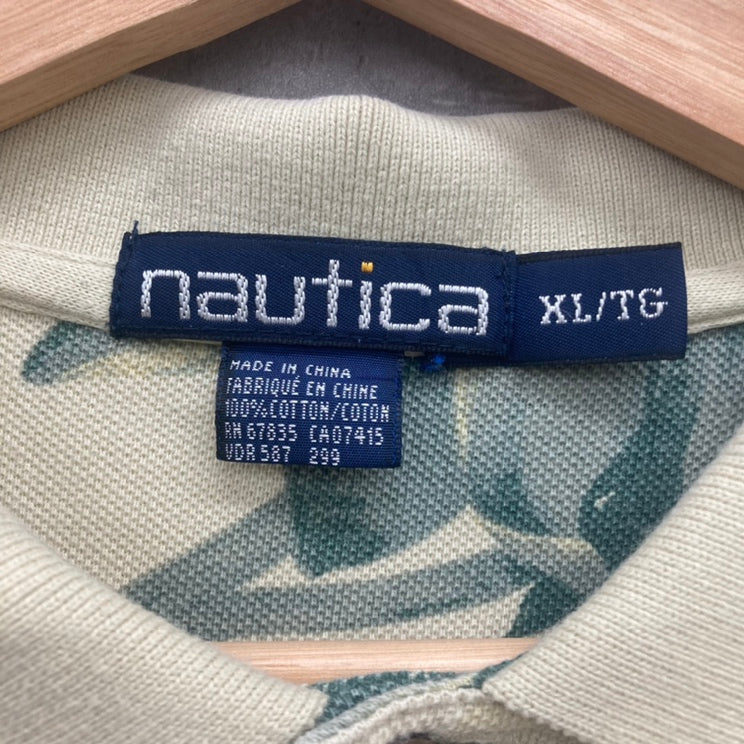 nautica
XL/TG
MADE IN CHINA
FABRIQUÉ EN CHINE
100%COTTON/COTON
RN 67835 CA07415
VDR 587 299